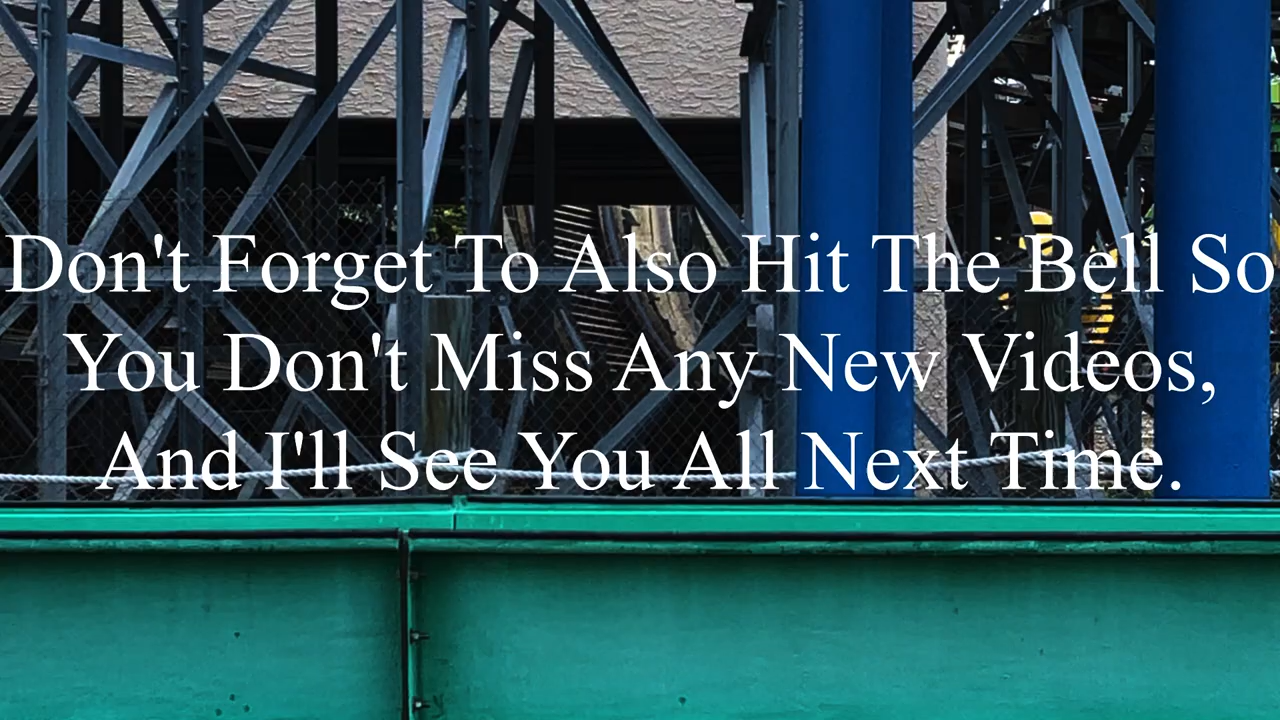 Don't Forget To Also Hit The Bell So
You Don't Miss Any New Videos,
And I'll See You All Next Time.